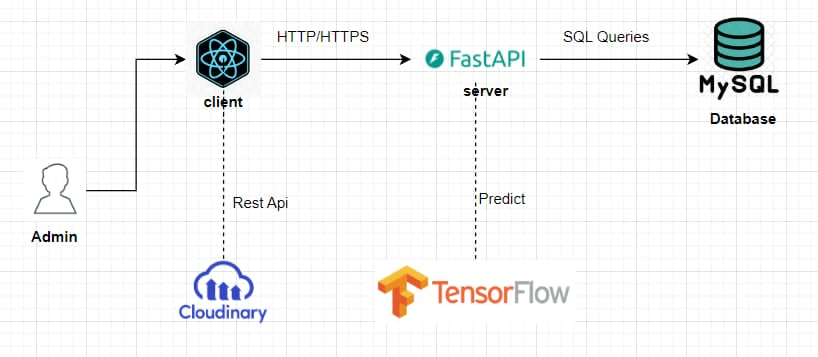 HTTP/HTTPS
FastAPI
SQL Queries
MySQL
client
server
Database
Rest Api
Predict
Admin
Cloudinary
TensorFlow